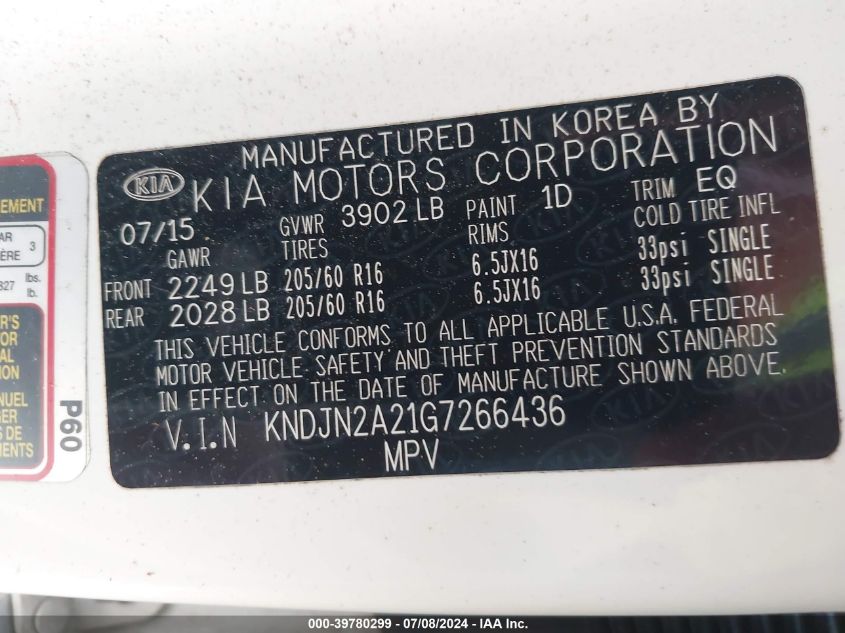 MANUFACTURED IN KOREA BY
KIA KIA MOTORS CORPORATION
07/15 GVWR 3902 LB PAINT 1D TRIM EQ
GAWR TIRES RIMS COLD TIRE INFL
FRONT 2249 LB 205/60 R16 6.5JX16 33psi SINGLE
REAR 2028 LB 205/60 R16 6.5JX16 33psi SINGLE
THIS VEHICLE CONFORMS TO ALL APPLICABLE U.S.A. FEDERAL
MOTOR VEHICLE SAFETY AND THEFT PREVENTION STANDARDS
IN EFFECT ON THE DATE OF MANUFACTURE SHOWN ABOVE.
V.I.N KNDJN2A21G7266436
MPV
EMENT
3
lbs.
lb.
P60
000-39780299 - 07/08/2024 - IAA Inc.